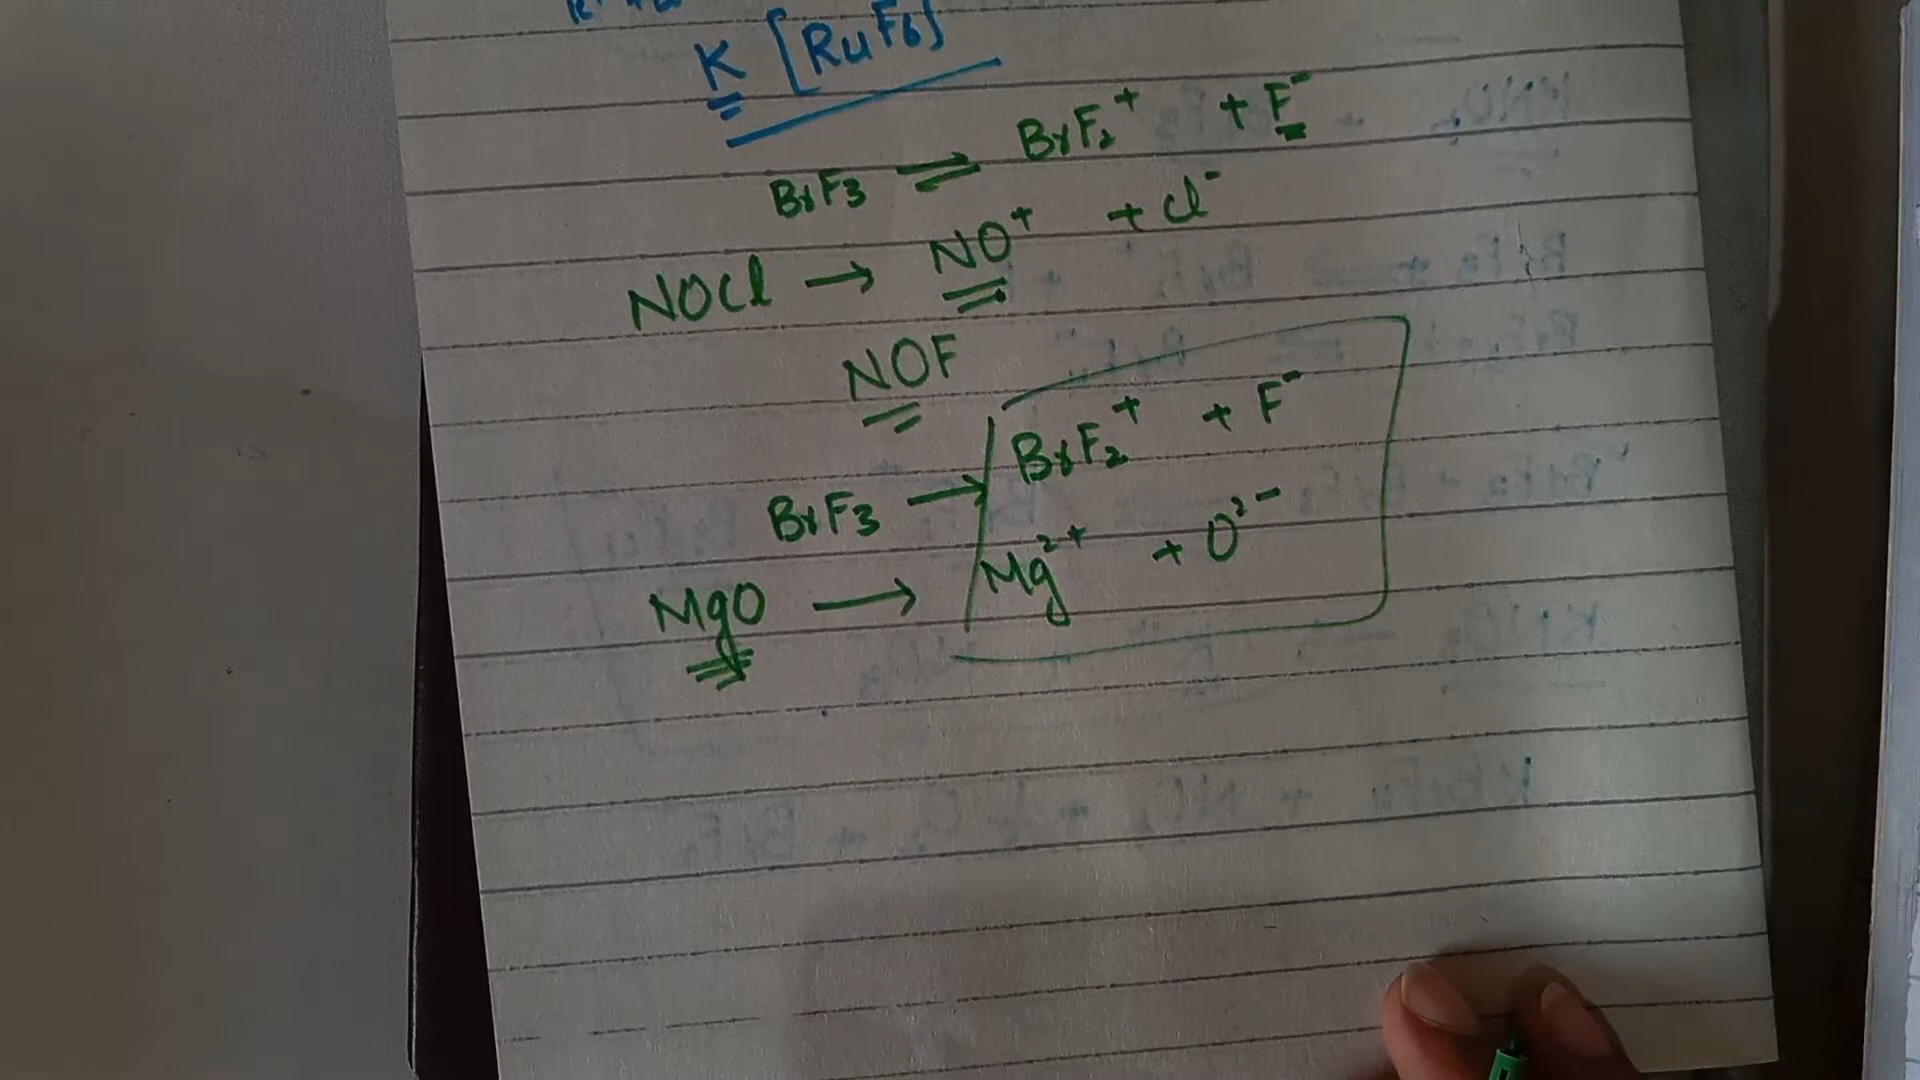 K [RuF6]
BrF3 ⇌ BrF2⁺ + F⁻
NOCl → NO⁺ + Cl⁻
NOF
BrF3 → BrF2⁺ + F⁻
MgO → Mg²⁺ + O²⁻